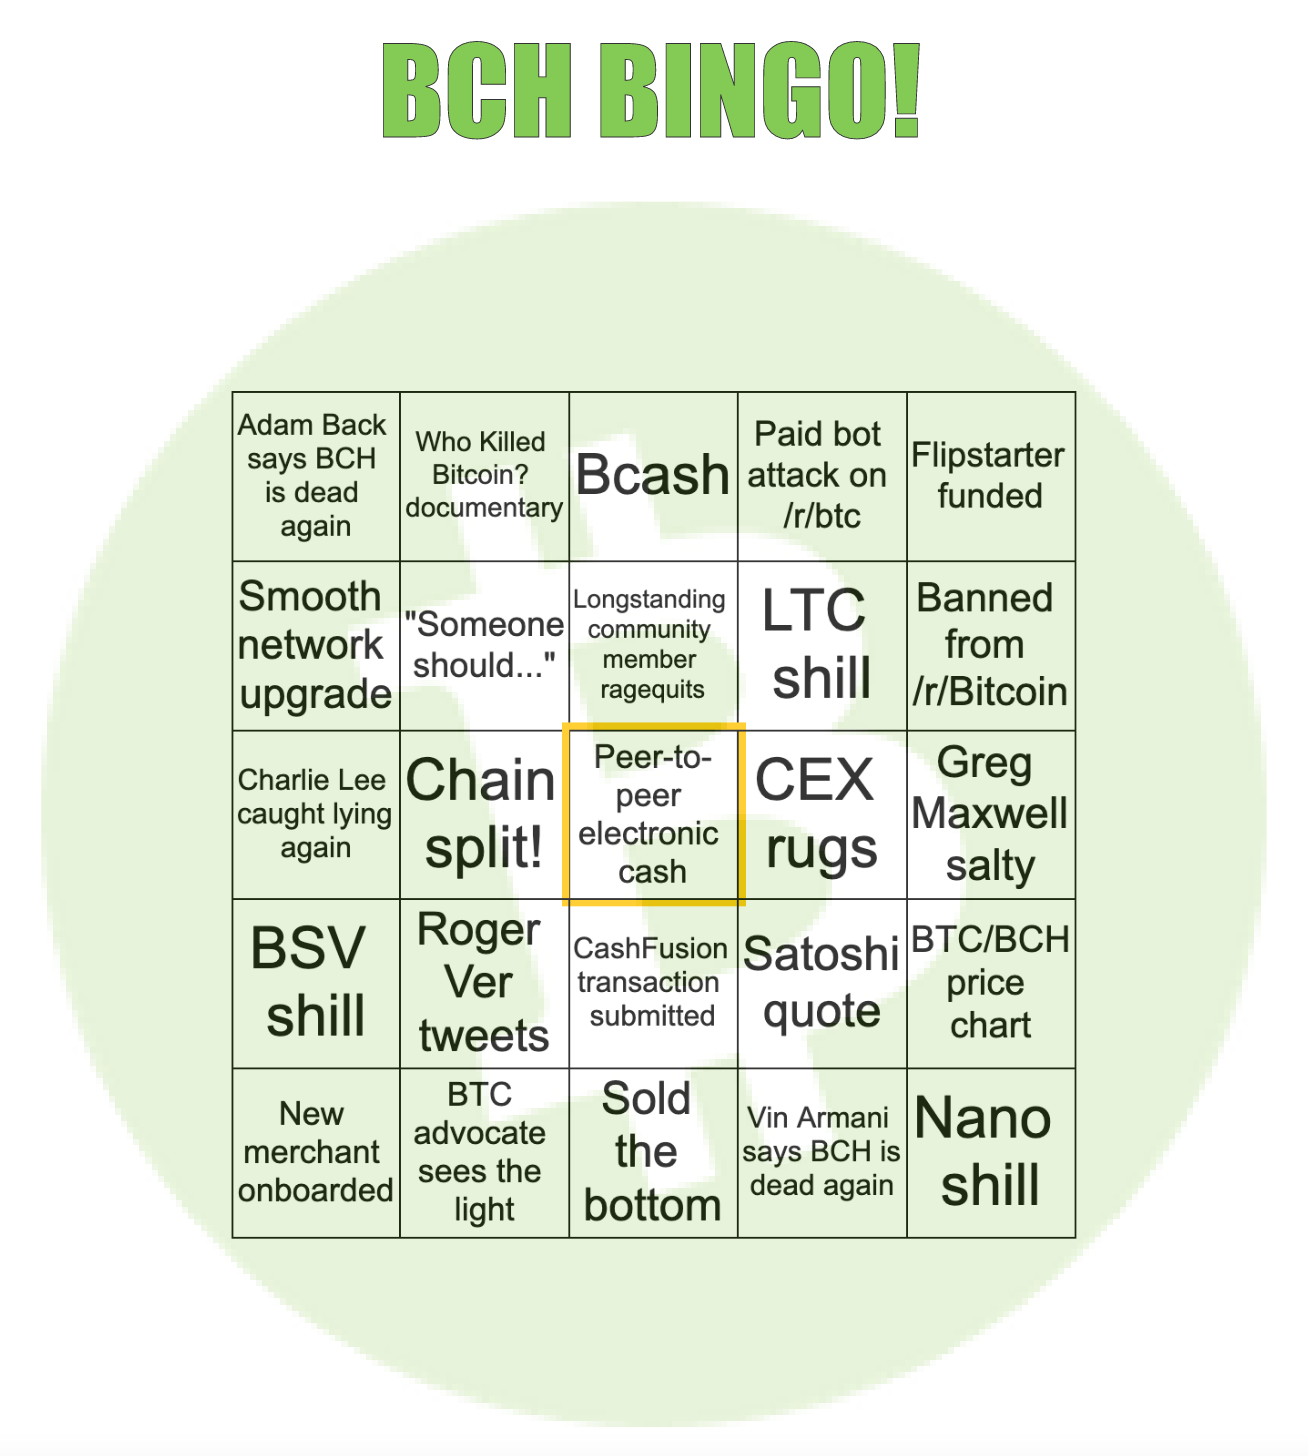 BCH BINGO!
Adam Back
says BCH
is dead
again
Who Killed
Bitcoin?
documentary
Bcash
Paid bot
attack on
/r/btc
Flipstarter
funded
Smooth
network
upgrade
"Someone
should..."
Longstanding
community
member
ragequits
LTC
shill
Banned
from
/r/Bitcoin
Charlie Lee
caught lying
again
Chain
split!
Peer-to-
peer
electronic
cash
CEX
rugs
Greg
Maxwell
salty
BSV
shill
Roger
Ver
tweets
CashFusion
transaction
submitted
Satoshi
quote
BTC/BCH
price
chart
New
merchant
onboarded
BTC
advocate
sees the
light
Sold
the
bottom
Vin Armani
says BCH is
dead again
Nano
shill